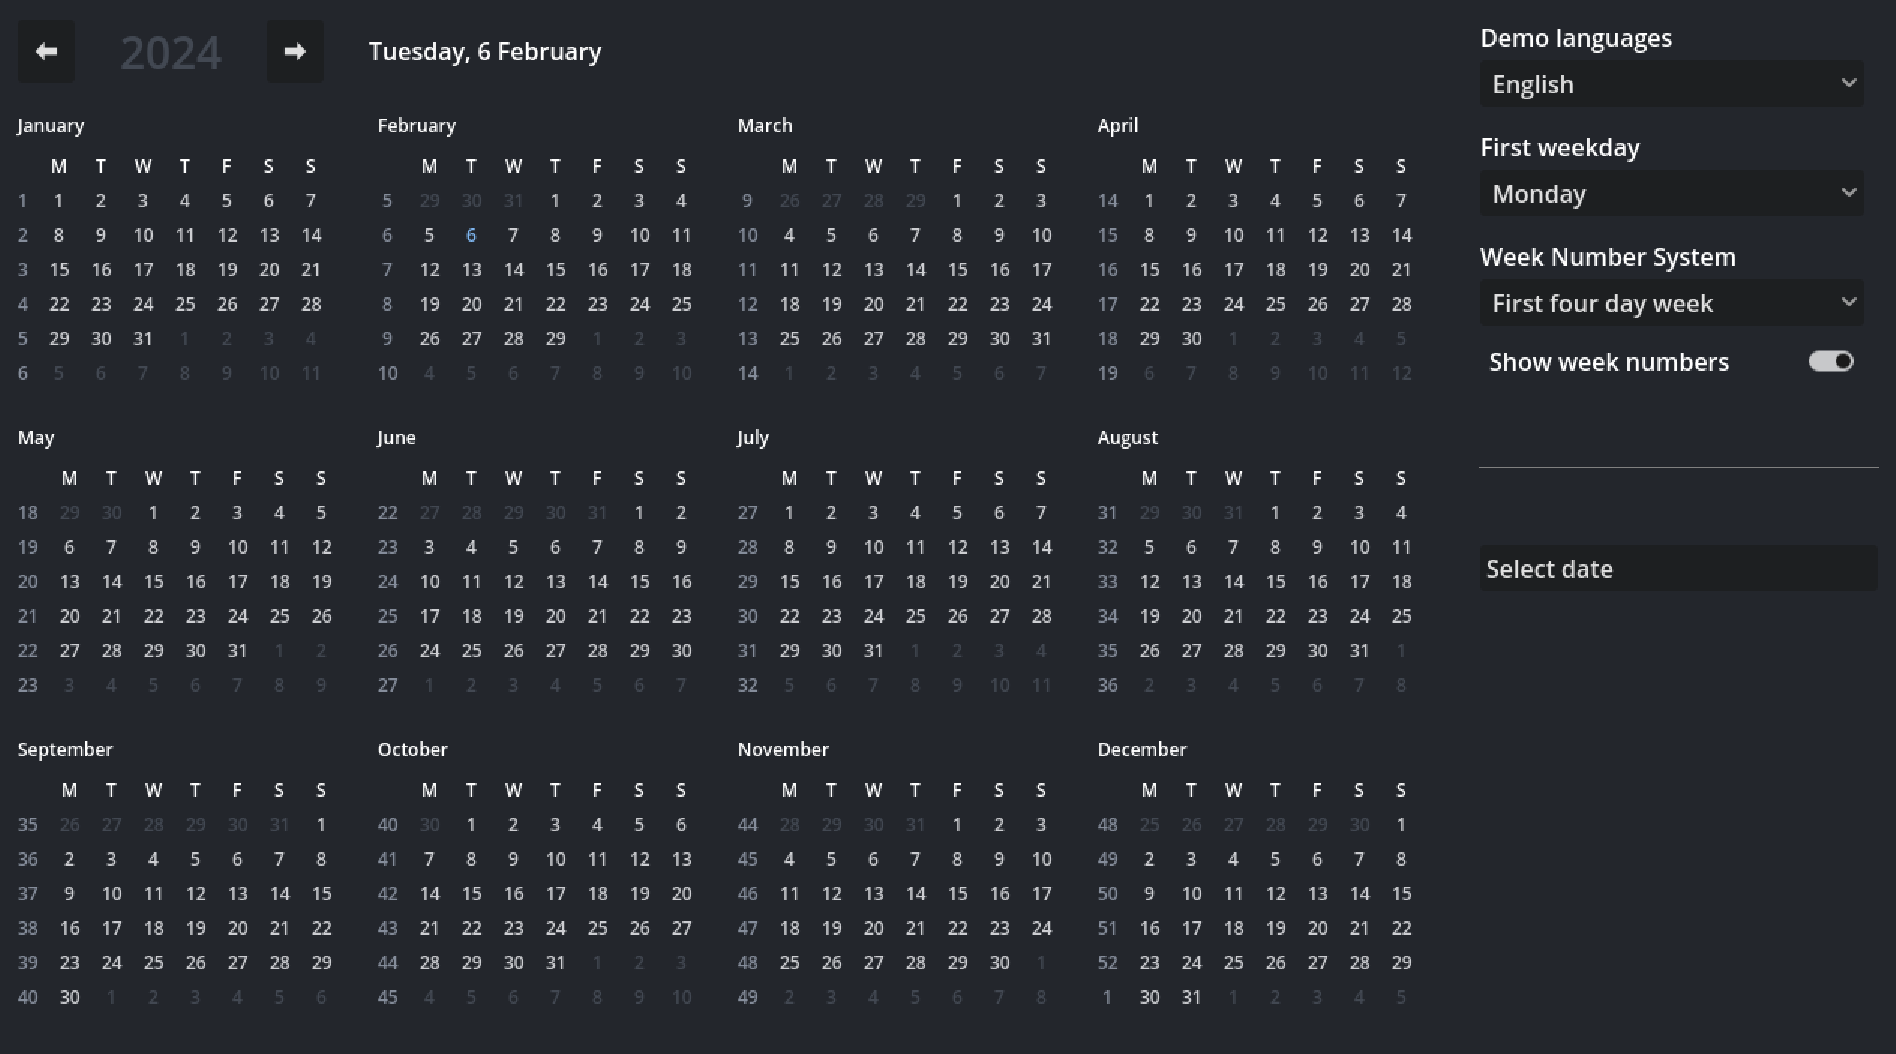 2024 Tuesday, 6 February
January
M T W T F S S
1 1 2 3 4 5 6 7
2 8 9 10 11 12 13 14
3 15 16 17 18 19 20 21
4 22 23 24 25 26 27 28
5 29 30 31 1 2 3 4
6 5 6 7 8 9 10 11
February
M T W T F S S
5 29 30 31 1 2 3 4
6 5 6 7 8 9 10 11
7 12 13 14 15 16 17 18
8 19 20 21 22 23 24 25
9 26 27 28 29 1 2 3
10 4 5 6 7 8 9 10
March
M T W T F S S
9 26 27 28 29 1 2 3
10 4 5 6 7 8 9 10
11 11 12 13 14 15 16 17
12 18 19 20 21 22 23 24
13 25 26 27 28 29 30 31
14 1 2 3 4 5 6 7
April
M T W T F S S
14 1 2 3 4 5 6 7
15 8 9 10 11 12 13 14
16 15 16 17 18 19 20 21
17 22 23 24 25 26 27 28
18 29 30 1 2 3 4 5
19 6 7 8 9 10 11 12
May
M T W T F S S
18 29 30 1 2 3 4 5
19 6 7 8 9 10 11 12
20 13 14 15 16 17 18 19
21 20 21 22 23 24 25 26
22 27 28 29 30 31 1 2
23 3 4 5 6 7 8 9
June
M T W T F S S
22 27 28 29 30 31 1 2
23 3 4 5 6 7 8 9
24 10 11 12 13 14 15 16
25 17 18 19 20 21 22 23
26 24 25 26 27 28 29 30
27 1 2 3 4 5 6 7
July
M T W T F S S
27 1 2 3 4 5 6 7
28 8 9 10 11 12 13 14
29 15 16 17 18 19 20 21
30 22 23 24 25 26 27 28
31 29 30 31 1 2 3 4
32 5 6 7 8 9 10 11
August
M T W T F S S
31 29 30 31 1 2 3 4
32 5 6 7 8 9 10 11
33 12 13 14 15 16 17 18
34 19 20 21 22 23 24 25
35 26 27 28 29 30 31 1
36 2 3 4 5 6 7 8
September
M T W T F S S
35 26 27 28 29 30 31 1
36 2 3 4 5 6 7 8
37 9 10 11 12 13 14 15
38 16 17 18 19 20 21 22
39 23 24 25 26 27 28 29
40 30 1 2 3 4 5 6
October
M T W T F S S
40 30 1 2 3 4 5 6
41 7 8 9 10 11 12 13
42 14 15 16 17 18 19 20
43 21 22 23 24 25 26 27
44 28 29 30 31 1 2 3
45 4 5 6 7 8 9 10
November
M T W T F S S
44 28 29 30 31 1 2 3
45 4 5 6 7 8 9 10
46 11 12 13 14 15 16 17
47 18 19 20 21 22 23 24
48 25 26 27 28 29 30 1
49 2 3 4 5 6 7 8
December
M T W T F S S
48 25 26 27 28 29 30 1
49 2 3 4 5 6 7 8
50 9 10 11 12 13 14 15
51 16 17 18 19 20 21 22
52 23 24 25 26 27 28 29
1 30 31 1 2 3 4 5
Demo languages
English
First weekday
Monday
Week Number System
First four day week
Show week numbers
Select date